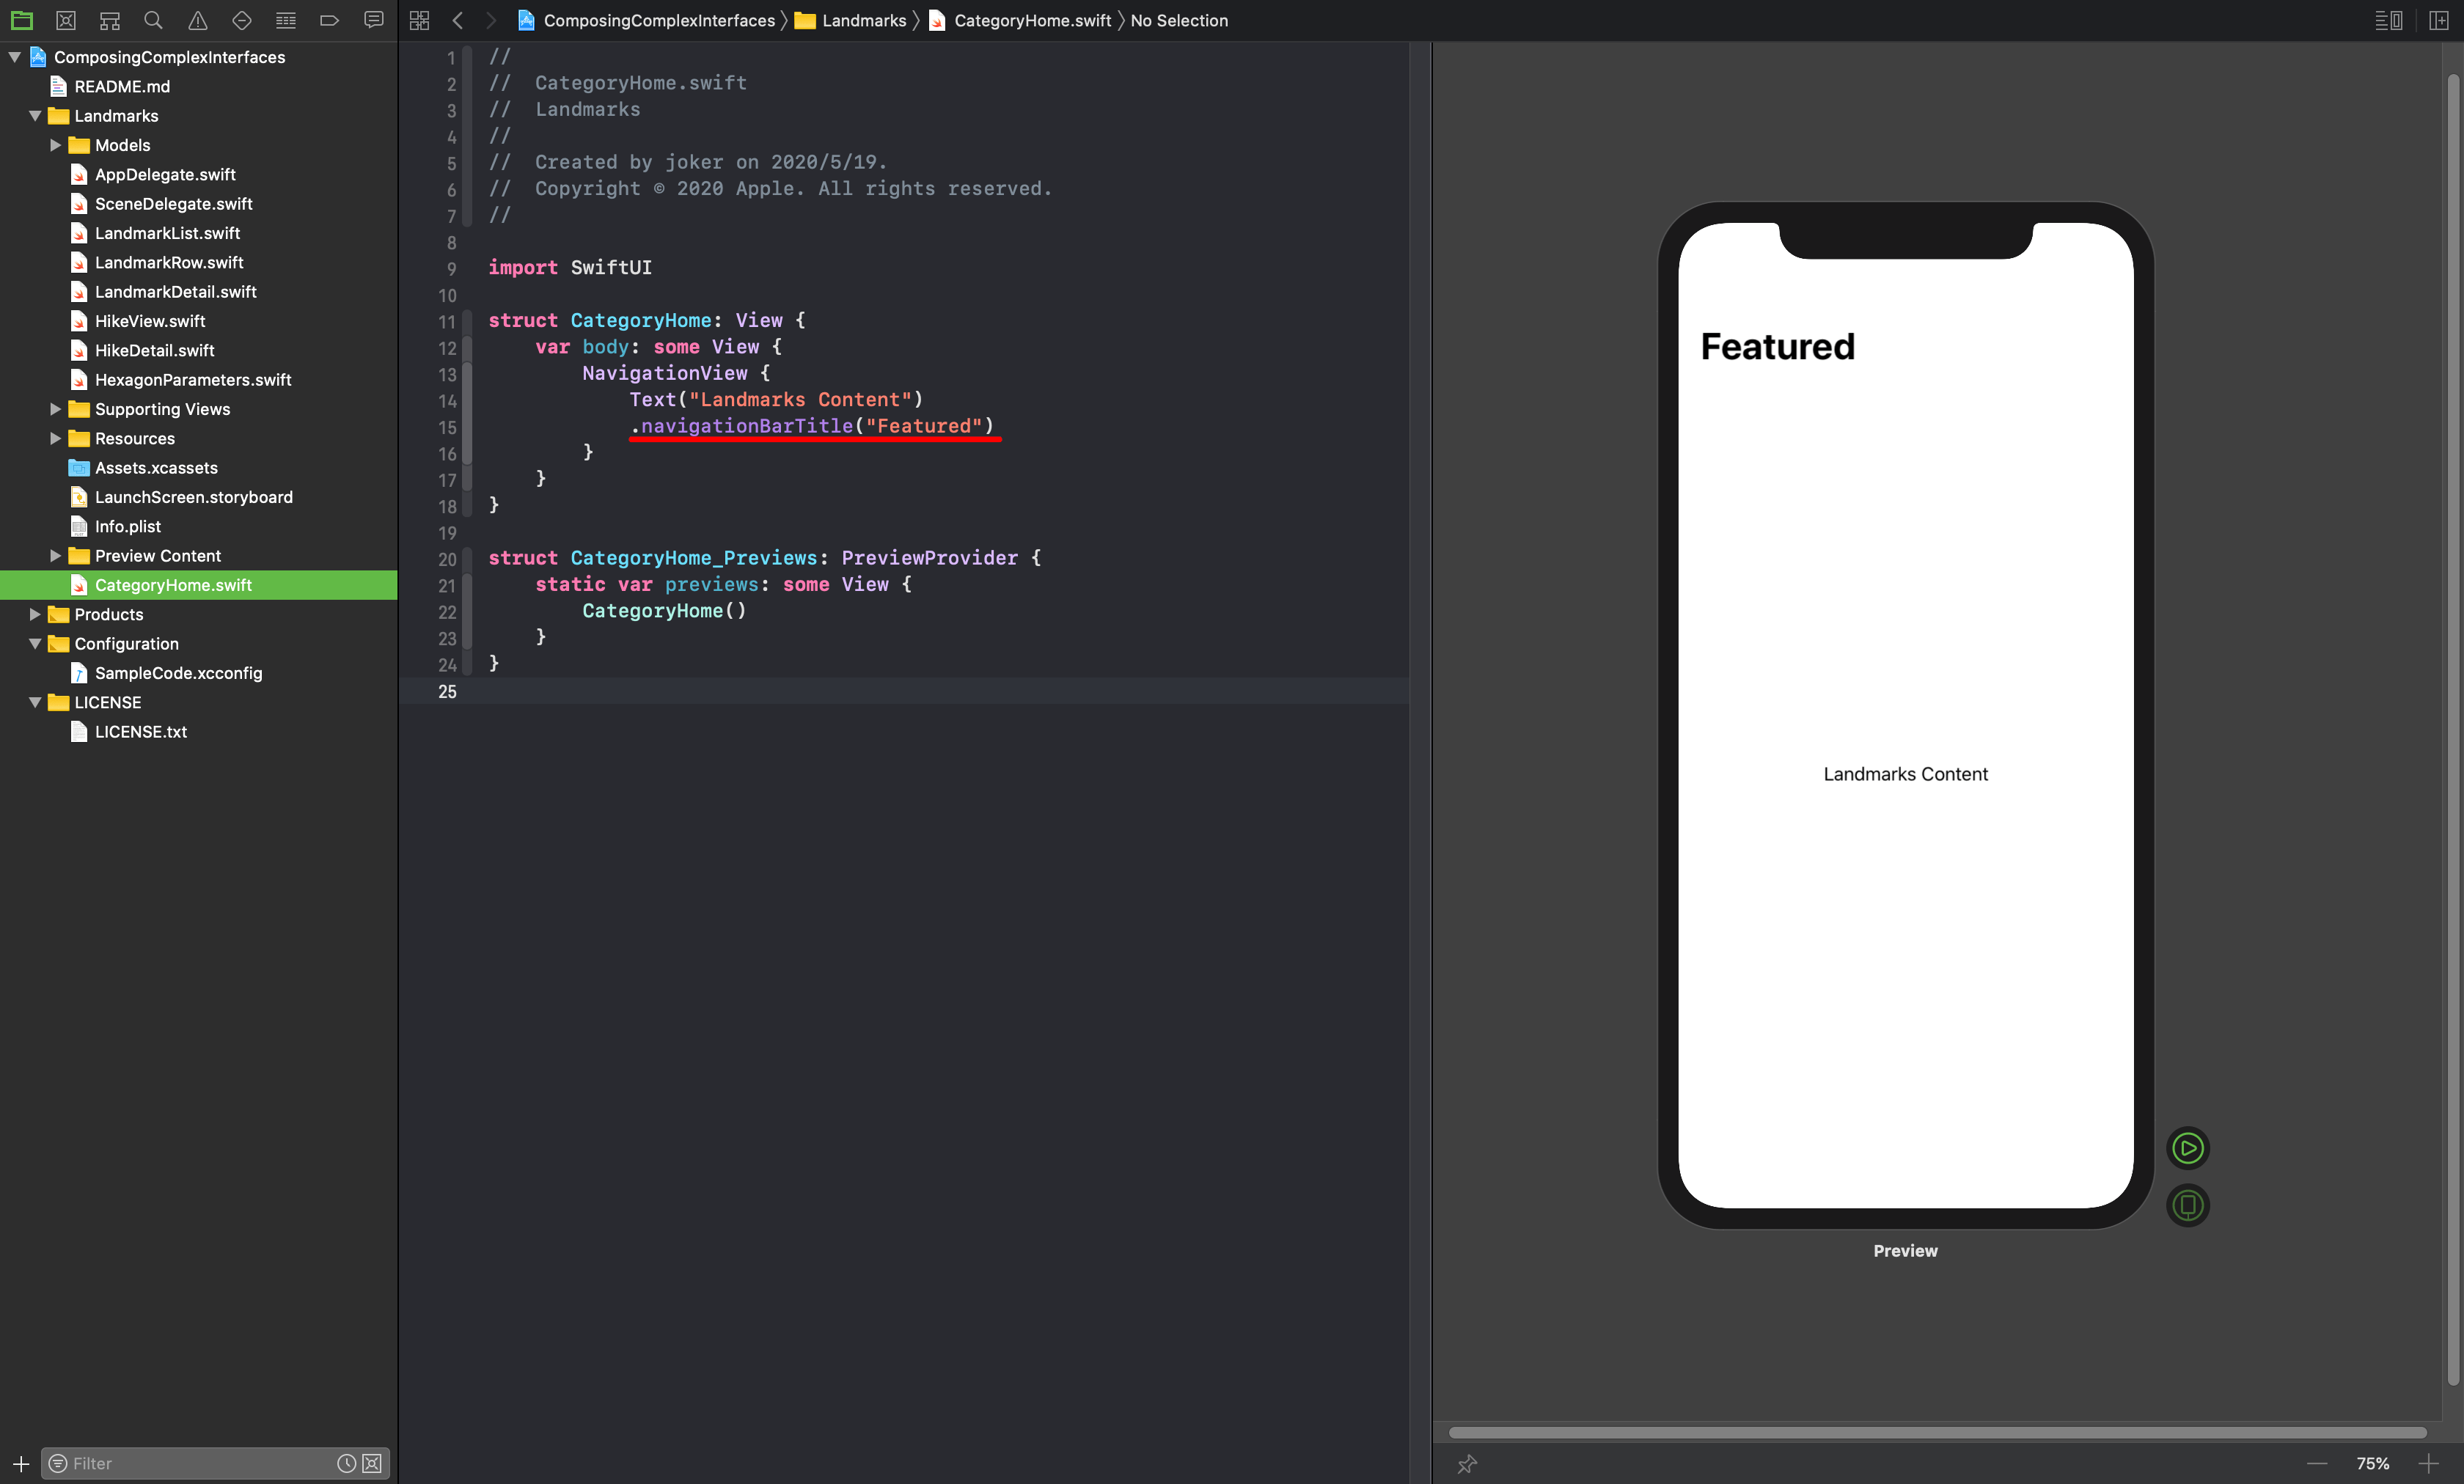 ComposingComplexInterfaces
README.md
Landmarks
Models
AppDelegate.swift
SceneDelegate.swift
LandmarkList.swift
LandmarkRow.swift
LandmarkDetail.swift
HikeView.swift
HikeDetail.swift
HexagonParameters.swift
Supporting Views
Resources
Assets.xcassets
LaunchScreen.storyboard
Info.plist
Preview Content
CategoryHome.swift
Products
Configuration
SampleCode.xcconfig
LICENSE
LICENSE.txt
Filter
ComposingComplexInterfaces 〉 Landmarks 〉 CategoryHome.swift 〉 No Selection
1 //
2 //  CategoryHome.swift
3 //  Landmarks
4 //
5 //  Created by joker on 2020/5/19.
6 //  Copyright © 2020 Apple. All rights reserved.
7 //
8
9 import SwiftUI
10
11 struct CategoryHome: View {
12     var body: some View {
13         NavigationView {
14             Text("Landmarks Content")
15             .navigationBarTitle("Featured")
16         }
17     }
18 }
19
20 struct CategoryHome_Previews: PreviewProvider {
21     static var previews: some View {
22         CategoryHome()
23     }
24 }
25
Featured
Landmarks Content
Preview
75%